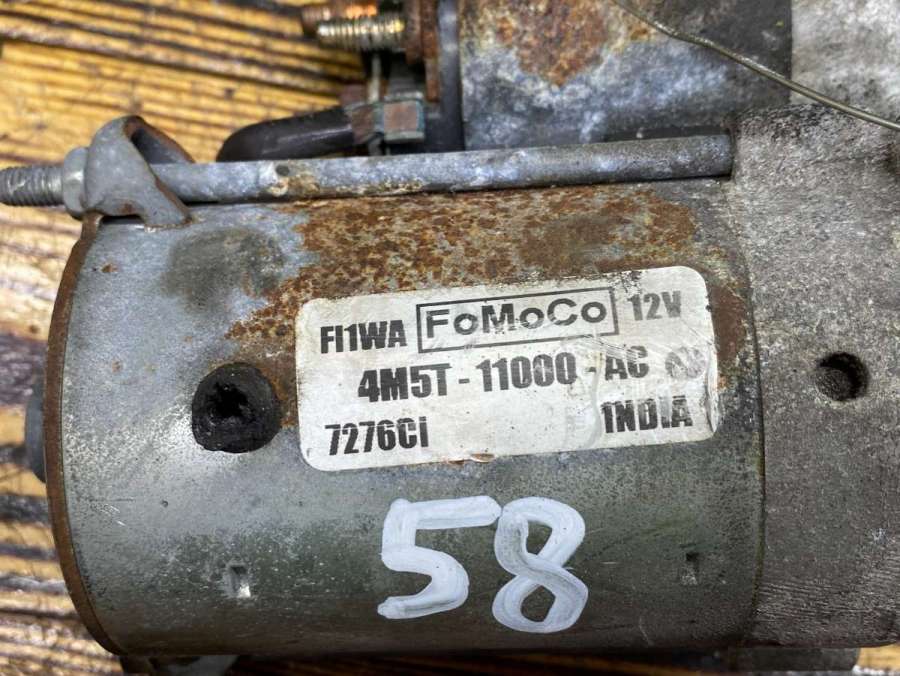 FI1WA FoMoCo 12V
4M5T-11000-AC
7276Ci INDIA
58